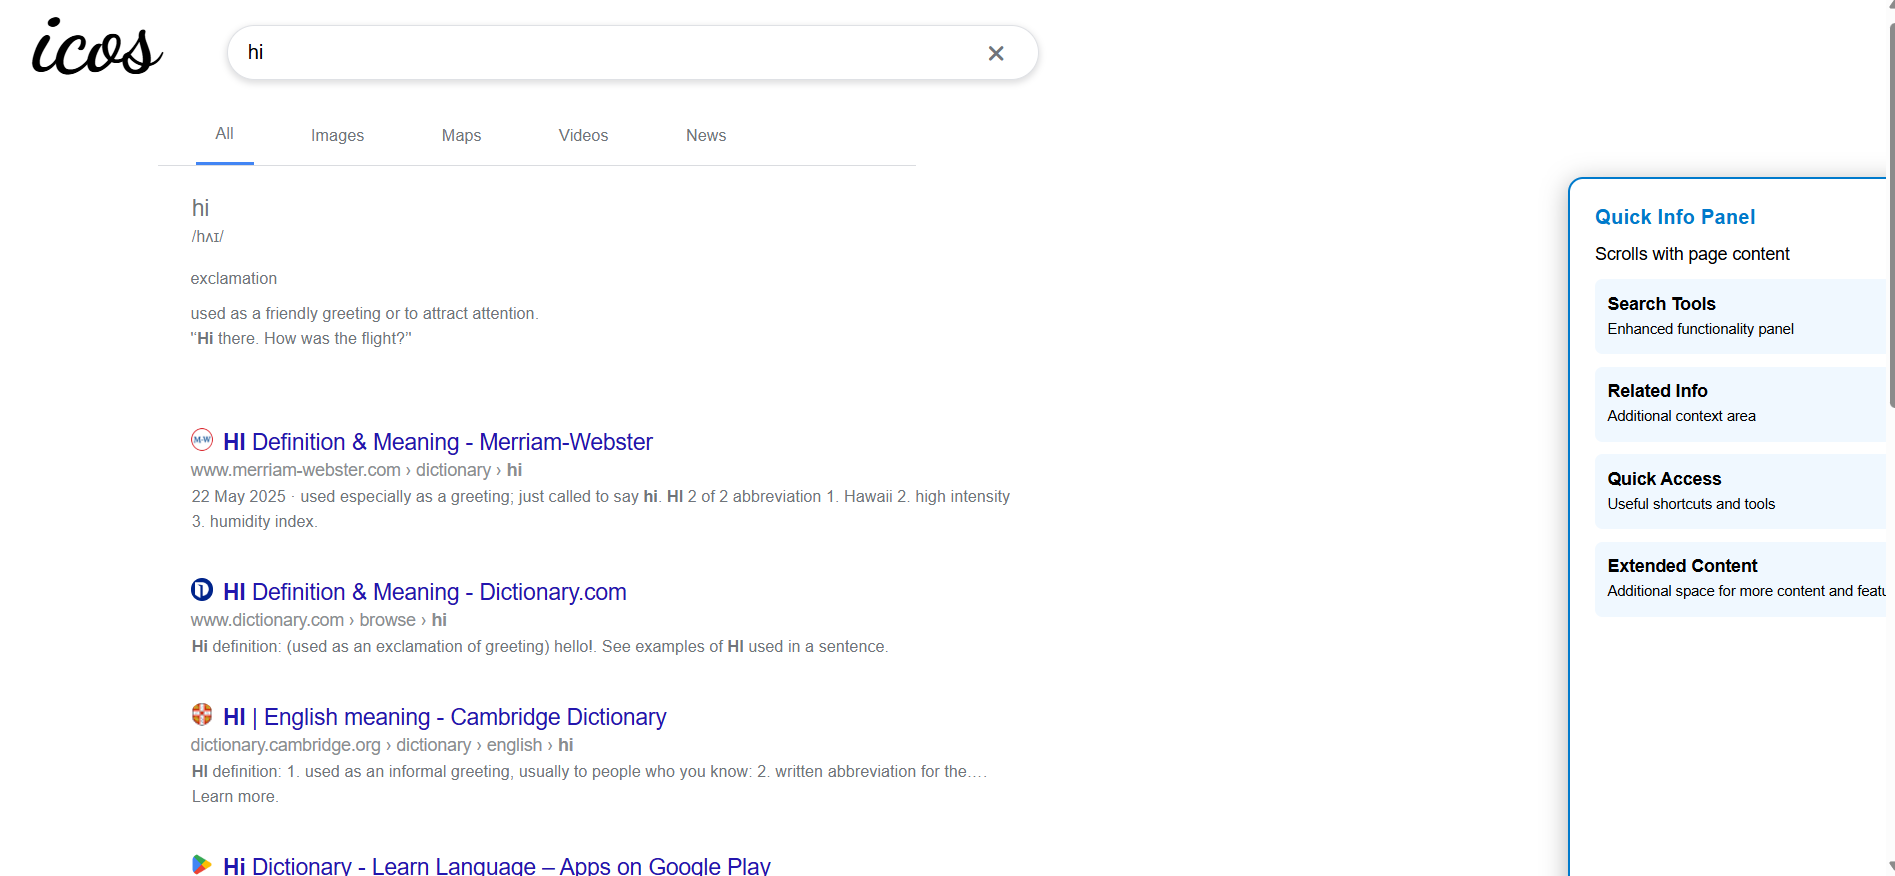 icos
hi
All
Images
Maps
Videos
News
hi
/hʌɪ/
exclamation
used as a friendly greeting or to attract attention.
"“Hi there. How was the flight?”
HI Definition & Meaning - Merriam-Webster
www.merriam-webster.com › dictionary › hi
22 May 2025 · used especially as a greeting; just called to say hi. HI 2 of 2 abbreviation 1. Hawaii 2. high intensity
3. humidity index.
HI Definition & Meaning - Dictionary.com
www.dictionary.com › browse › hi
Hi definition: (used as an exclamation of greeting) hello!. See examples of HI used in a sentence.
HI | English meaning - Cambridge Dictionary
dictionary.cambridge.org › dictionary › english › hi
HI definition: 1. used as an informal greeting, usually to people who you know: 2. written abbreviation for the….
Learn more.
Hi Dictionary - Learn Language – Apps on Google Play
Quick Info Panel
Scrolls with page content
Search Tools
Enhanced functionality panel
Related Info
Additional context area
Quick Access
Useful shortcuts and tools
Extended Content
Additional space for more content and featu